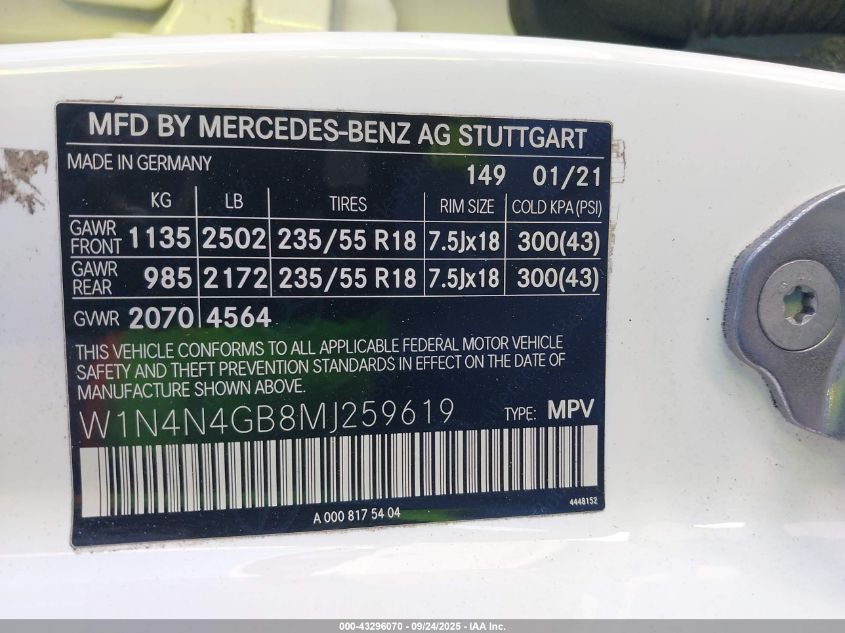 MFD BY MERCEDES-BENZ AG STUTTGART
MADE IN GERMANY 149 01/21
KG LB TIRES RIM SIZE COLD KPA (PSI)
GAWR FRONT 1135 2502 235/55 R18 7.5Jx18 300(43)
GAWR REAR 985 2172 235/55 R18 7.5Jx18 300(43)
GVWR 2070 4564
THIS VEHICLE CONFORMS TO ALL APPLICABLE FEDERAL MOTOR VEHICLE
SAFETY AND THEFT PREVENTION STANDARDS IN EFFECT ON THE DATE OF
MANUFACTURE SHOWN ABOVE.
W1N4N4GB8MJ259619 TYPE: MPV
4448152
A 000 817 54 04
000-43296070 - 09/24/2025 - IAA Inc.